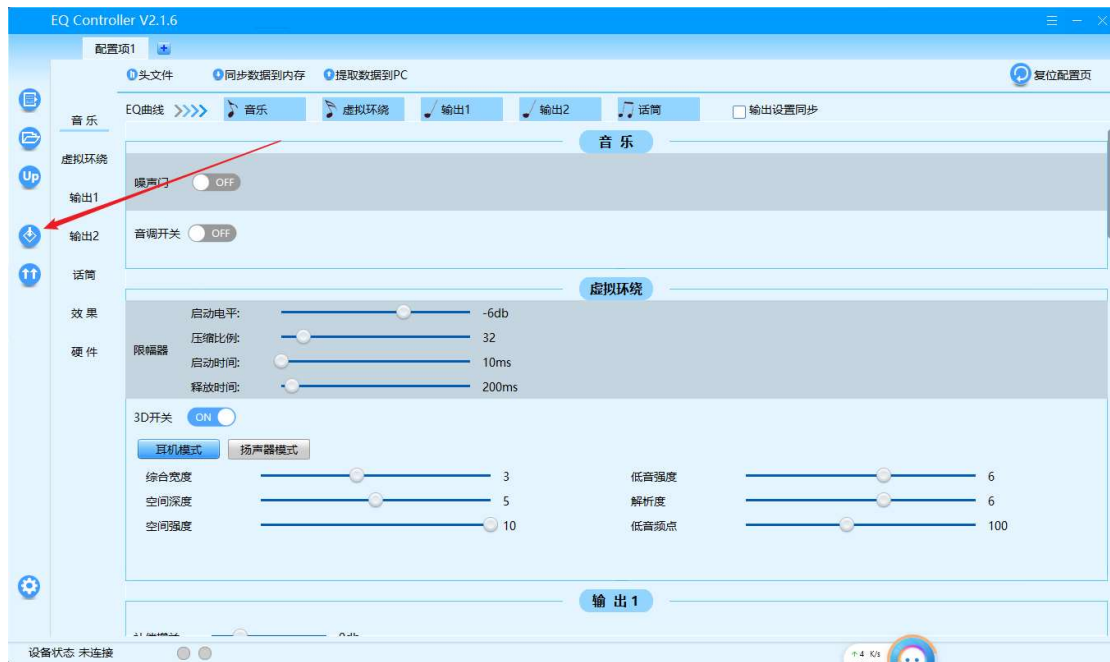 EQ Controller V2.1.6
配置项1
头文件 同步数据到内存 提取数据到PC 复位配置页
EQ曲线 音乐 虚拟环绕 输出1 输出2 话筒 输出设置同步
音乐
虚拟环绕
输出1
输出2
话筒
效果
硬件
Up
音乐
噪声门 OFF
音调开关 OFF
虚拟环绕
限幅器
启动电平: -6db
压缩比例: 32
启动时间: 10ms
释放时间: 200ms
3D开关 ON
耳机模式 扬声器模式
综合宽度 3 低音强度 6
空间深度 5 解析度 6
空间强度 10 低音频点 100
输出1
设备状态 未连接
4 K/s